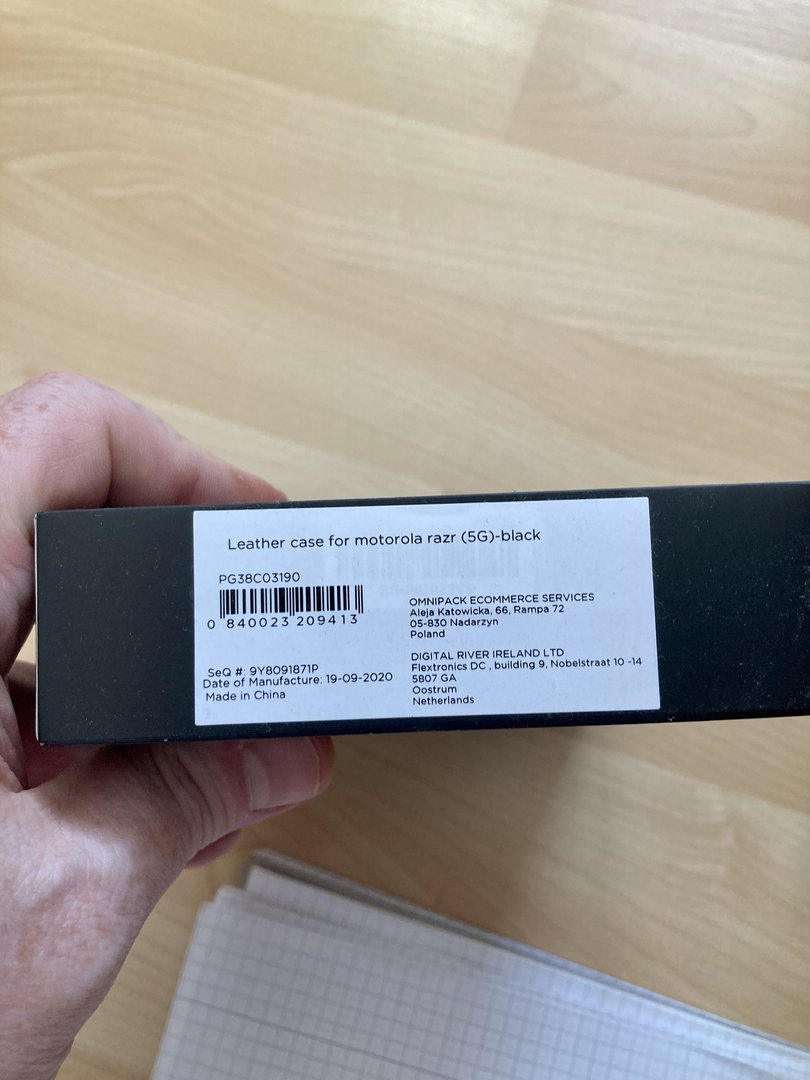 Leather case for motorola razr (5G)-black
PG38C03190
0 840023 209413
SeQ #: 9Y8091871P
Date of Manufacture: 19-09-2020
Made in China
OMNIPACK ECOMMERCE SERVICES
Aleja Katowicka, 66, Rampa 72
05-830 Nadarzyn
Poland
DIGITAL RIVER IRELAND LTD
Flextronics DC , building 9, Nobelstraat 10 -14
5807 GA
Oostrum
Netherlands